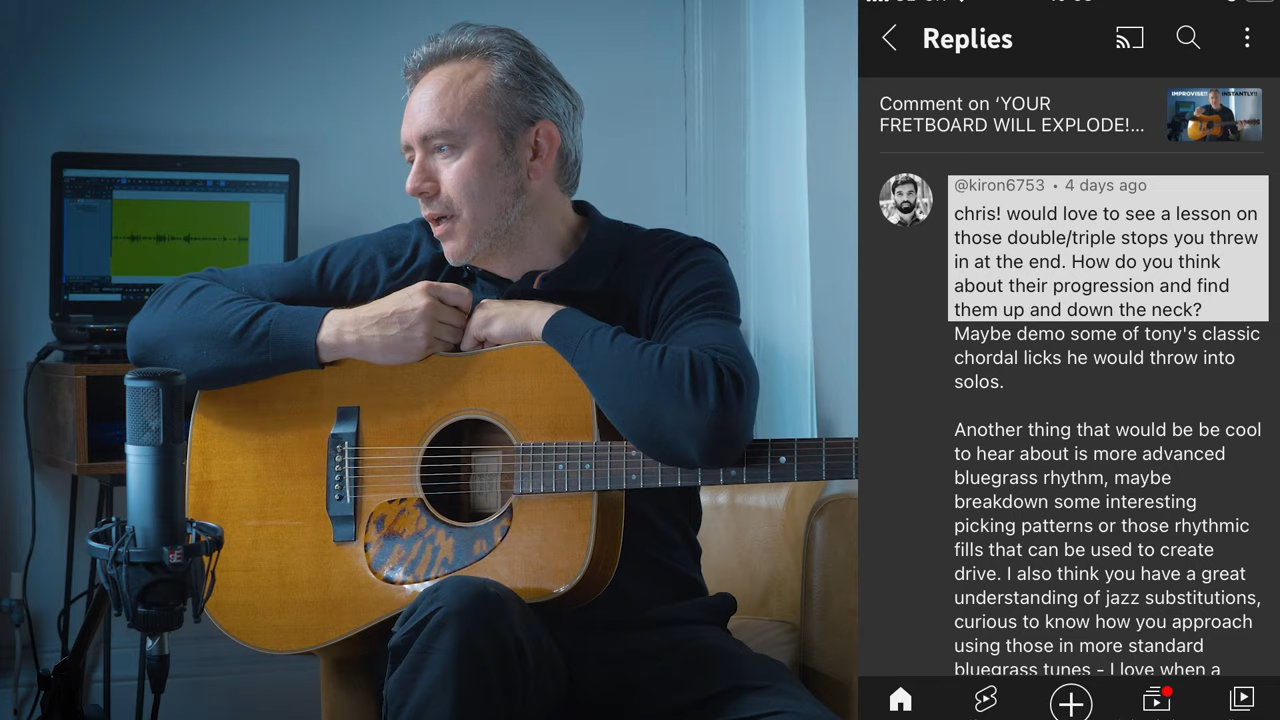 Replies
Comment on ‘YOUR
FRETBOARD WILL EXPLODE!...
IMPROVISE!! INSTANTLY!!
@kiron6753 • 4 days ago
chris! would love to see a lesson on
those double/triple stops you threw
in at the end. How do you think
about their progression and find
them up and down the neck?
Maybe demo some of tony's classic
chordal licks he would throw into
solos.
Another thing that would be be cool
to hear about is more advanced
bluegrass rhythm, maybe
breakdown some interesting
picking patterns or those rhythmic
fills that can be used to create
drive. I also think you have a great
understanding of jazz substitutions,
curious to know how you approach
using those in more standard
bluegrass tunes - I love when a
sE